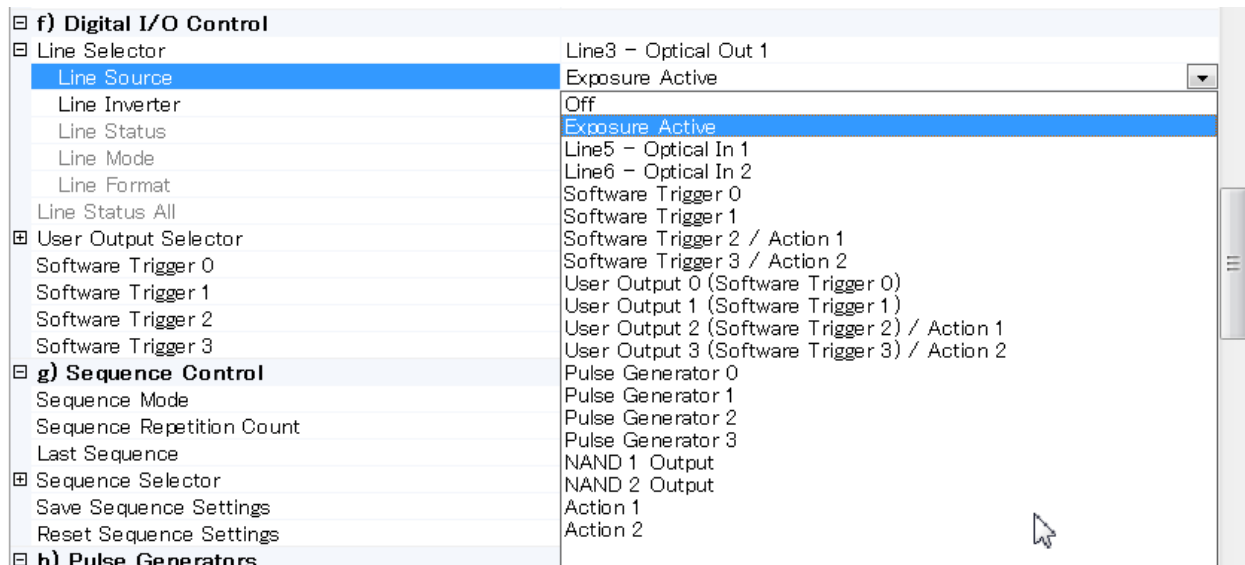 f) Digital I/O Control
Line Selector
Line3 - Optical Out 1
Line Source
Exposure Active
Line Inverter
Line Status
Line Mode
Line Format
Line Status All
User Output Selector
Software Trigger 0
Software Trigger 1
Software Trigger 2
Software Trigger 3
g) Sequence Control
Sequence Mode
Sequence Repetition Count
Last Sequence
Sequence Selector
Save Sequence Settings
Reset Sequence Settings
h) Pulse Generators
Off
Exposure Active
Line5 - Optical In 1
Line6 - Optical In 2
Software Trigger 0
Software Trigger 1
Software Trigger 2 / Action 1
Software Trigger 3 / Action 2
User Output 0 (Software Trigger 0)
User Output 1 (Software Trigger 1)
User Output 2 (Software Trigger 2) / Action 1
User Output 3 (Software Trigger 3) / Action 2
Pulse Generator 0
Pulse Generator 1
Pulse Generator 2
Pulse Generator 3
NAND 1 Output
NAND 2 Output
Action 1
Action 2